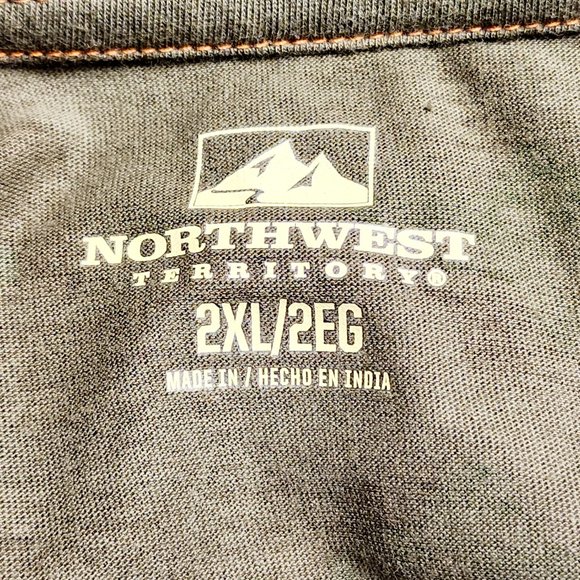 NORTHWEST
TERRITORY®
2XL/2EG
MADE IN / HECHO EN INDIA